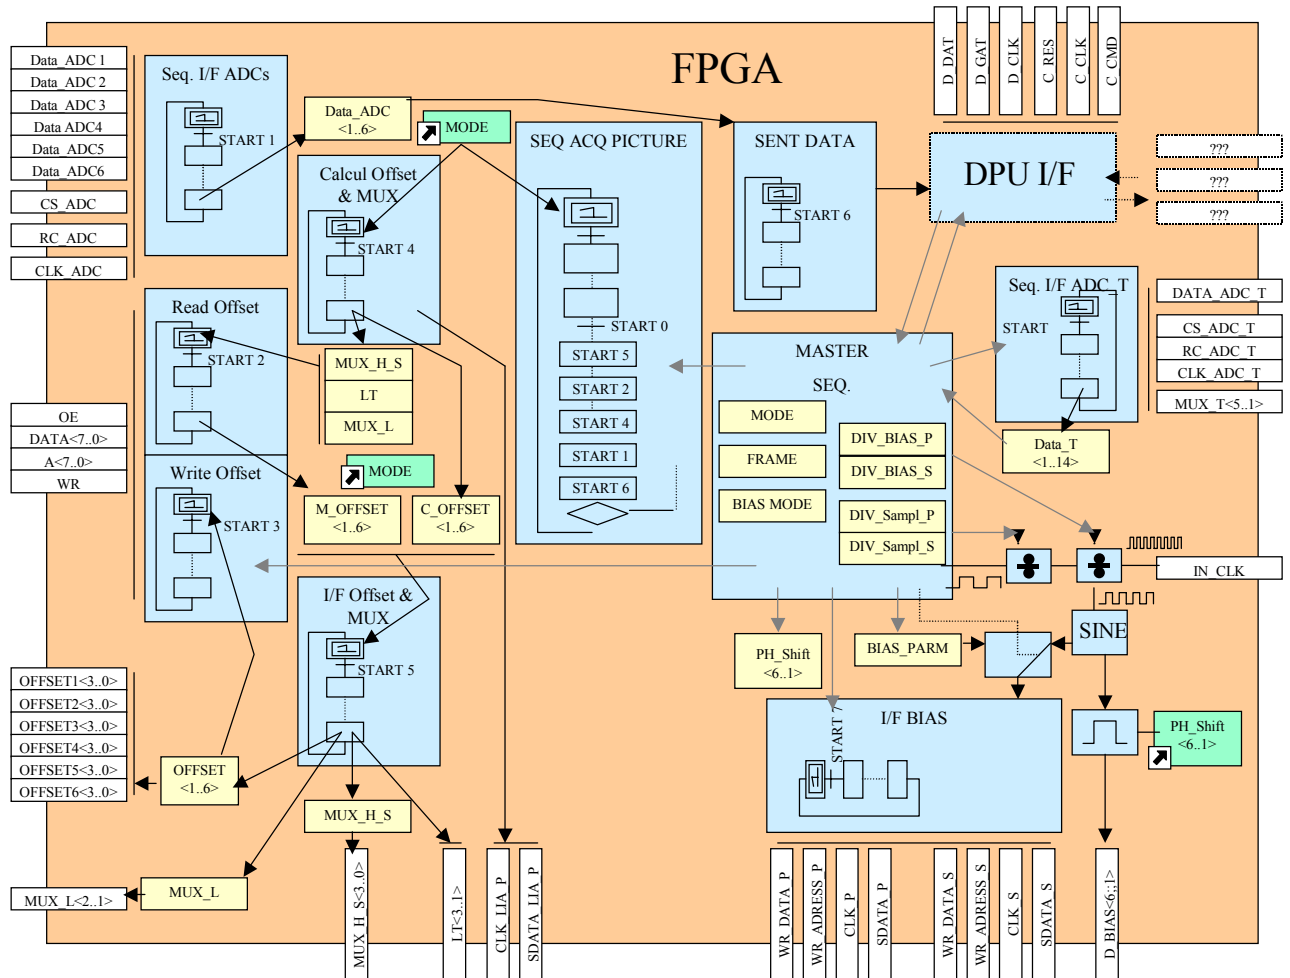 FPGA
Data_ADC 1
Data_ADC 2
Data_ADC 3
Data ADC4
Data_ADC5
Data_ADC6
CS_ADC
RC_ADC
CLK_ADC
Seq. I/F ADCs
START 1
Data_ADC
<1..6>
MODE
Calcul Offset
& MUX
START 4
SEQ ACQ PICTURE
START 0
START 5
START 2
START 4
START 1
START 6
SENT DATA
START 6
D_DAT
D_GAT
D_CLK
C_RES
C_CLK
C_CMD
DPU I/F
???
???
???
Seq. I/F ADC_T
START
DATA_ADC_T
CS_ADC_T
RC_ADC_T
CLK_ADC_T
MUX_T<5..1>
Data_T
<1..14>
Read Offset
START 2
MUX_H_S
LT
MUX_L
OE
DATA<7..0>
A<7..0>
WR
Write Offset
START 3
MODE
M_OFFSET
<1..6>
C_OFFSET
<1..6>
MASTER
SEQ.
MODE
FRAME
BIAS MODE
DIV_BIAS_P
DIV_BIAS_S
DIV_Sampl_P
DIV_Sampl_S
IN_CLK
SINE
PH_Shift
<6..1>
BIAS_PARM
I/F Offset &
MUX
START 5
OFFSET1<3..0>
OFFSET2<3..0>
OFFSET3<3..0>
OFFSET4<3..0>
OFFSET5<3..0>
OFFSET6<3..0>
OFFSET
<1..6>
MUX_H_S
MUX_L
MUX_L<2..1>
I/F BIAS
START 7
PH_Shift
<6..1>
MUX_H_S<3..0>
LT<3..1>
CLK_LIA_P
SDATA_LIA_P
WR_DATA_P
WR_ADRESS_P
CLK_P
SDATA_P
WR_DATA_S
WR_ADRESS_S
CLK_S
SDATA_S
D_BIAS<6;;1>